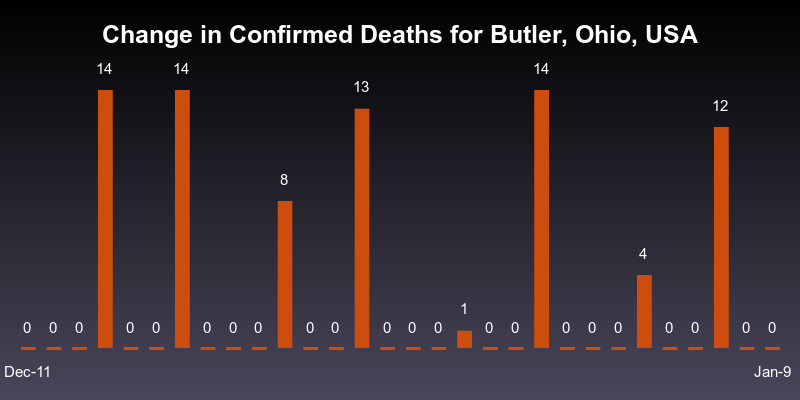 Change in Confirmed Deaths for Butler, Ohio, USA
0 0 0 14 0 0 14 0 0 0 8 0 0 13 0 0 0 1 0 0 14 0 0 0 4 0 0 12 0 0
Dec-11 Jan-9